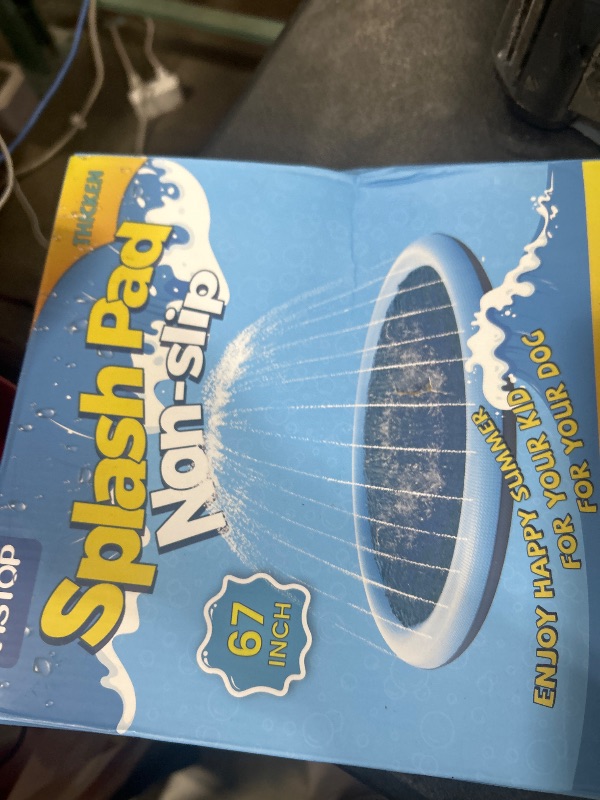 THICKEN
Splash Pad
Non-slip
67
INCH
ENJOY HAPPY SUMMER
FOR YOUR KID
FOR YOUR DOG